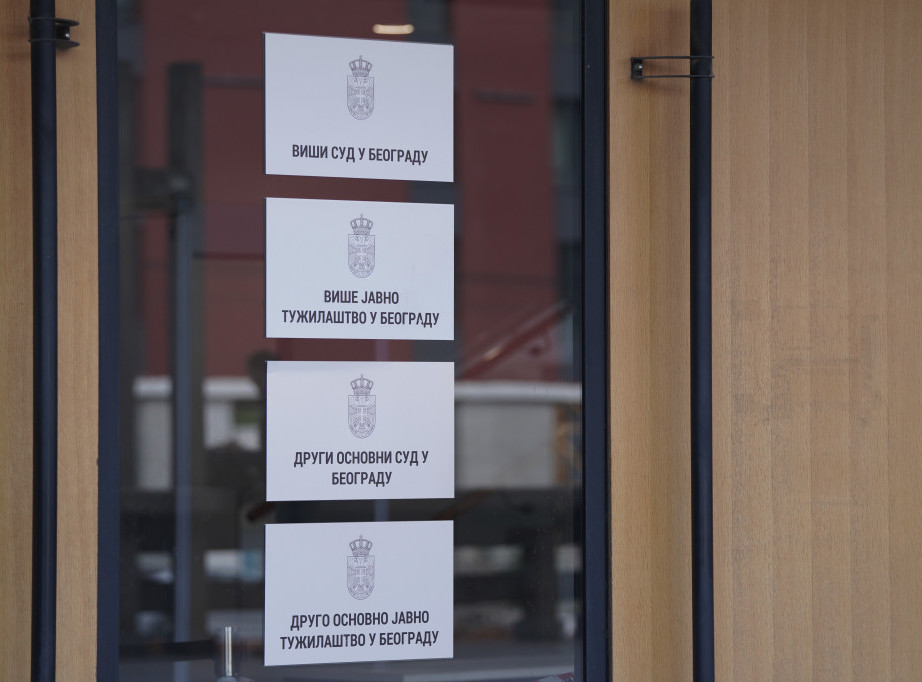 ВИШИ СУД У БЕОГРАДУ
ВИШЕ ЈАВНО
ТУЖИЛАШТВО У БЕОГРАДУ
ДРУГИ ОСНОВНИ СУД У
БЕОГРАДУ
ДРУГО ОСНОВНО ЈАВНО
ТУЖИЛАШТВО У БЕОГРАДУ